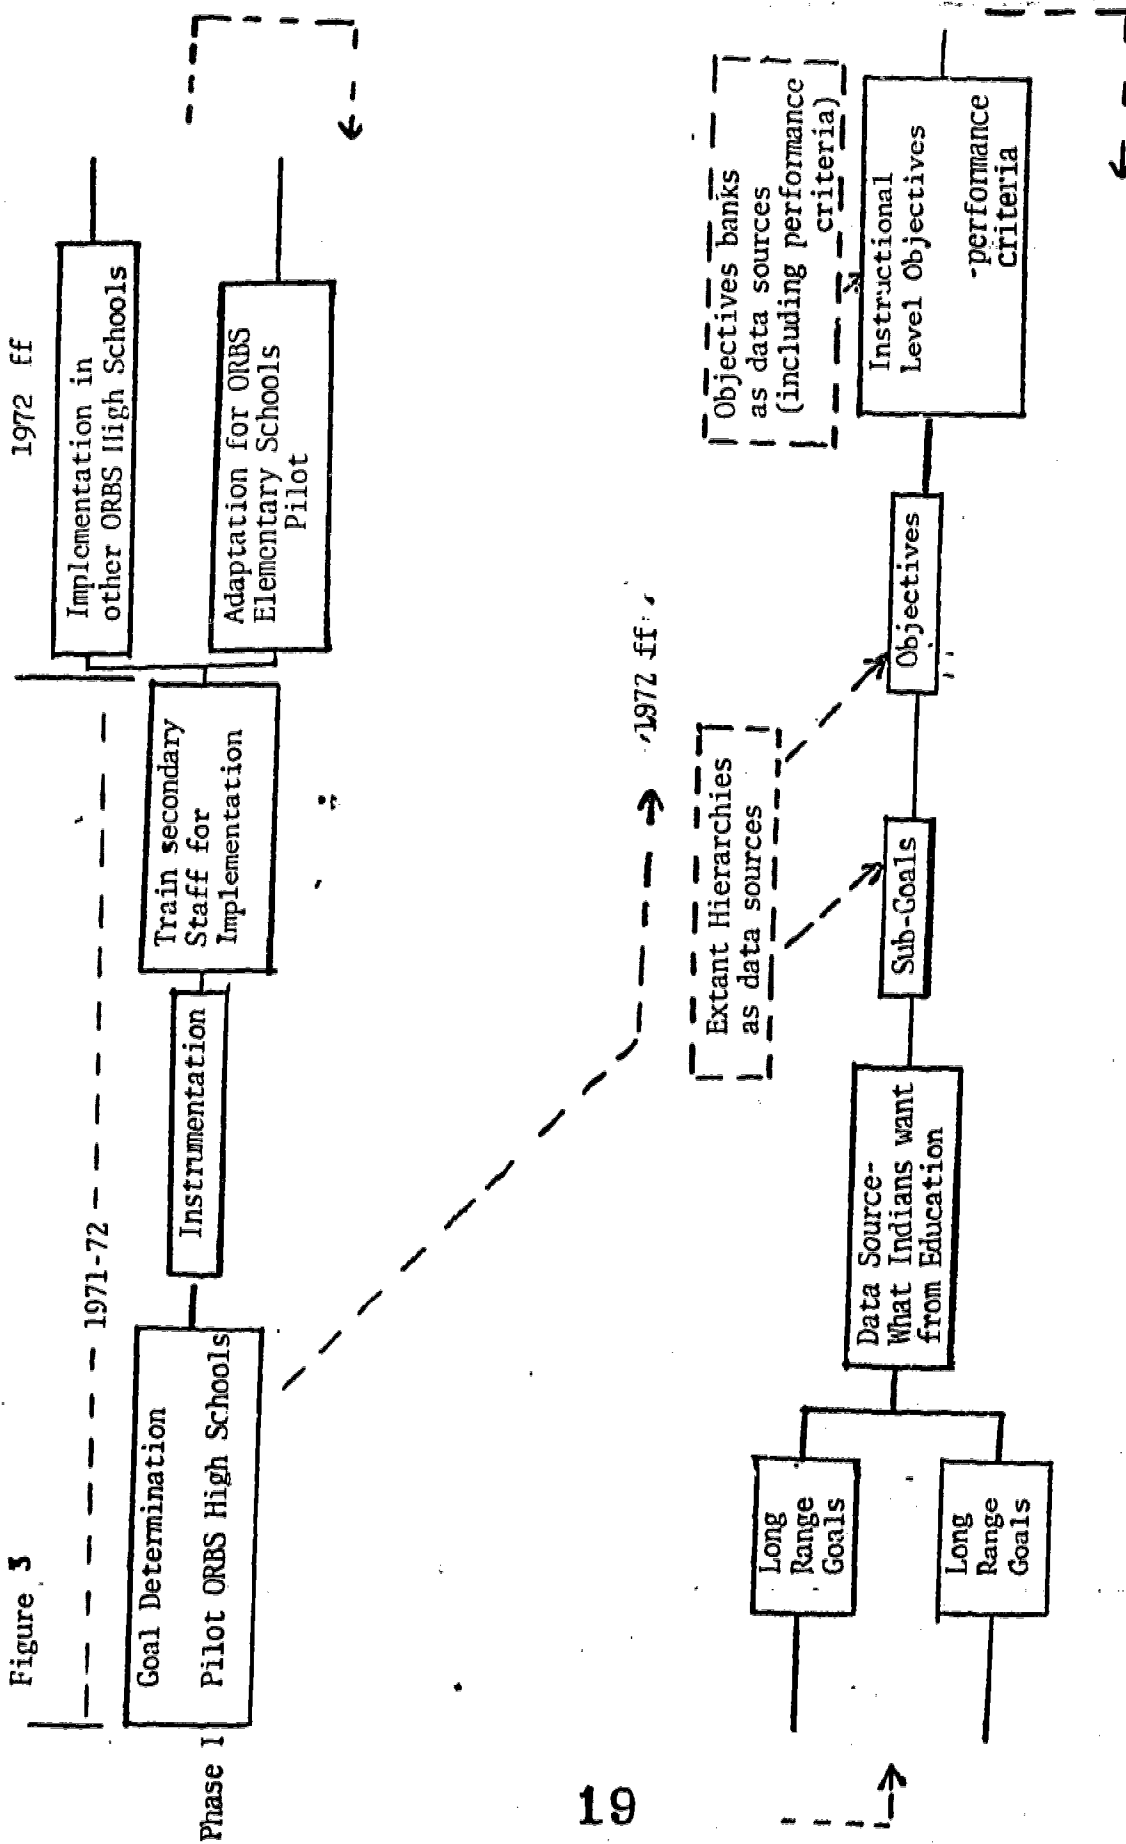 Figure 3
1971-72
1972 ff
Phase I
Goal Determination
Pilot ORBS High Schools
Instrumentation
Train secondary
Staff for
Implementation
Implementation in
other ORBS High Schools
Adaptation for ORBS
Elementary Schools
Pilot
1972 ff
Long
Range
Goals
Long
Range
Goals
Data Source-
What Indians want
from Education
Extant Hierarchies
as data sources
Sub-Goals
Objectives
Objectives banks
as data sources
(including performance
criteria)
Instructional
Level Objectives
-performance
criteria
19